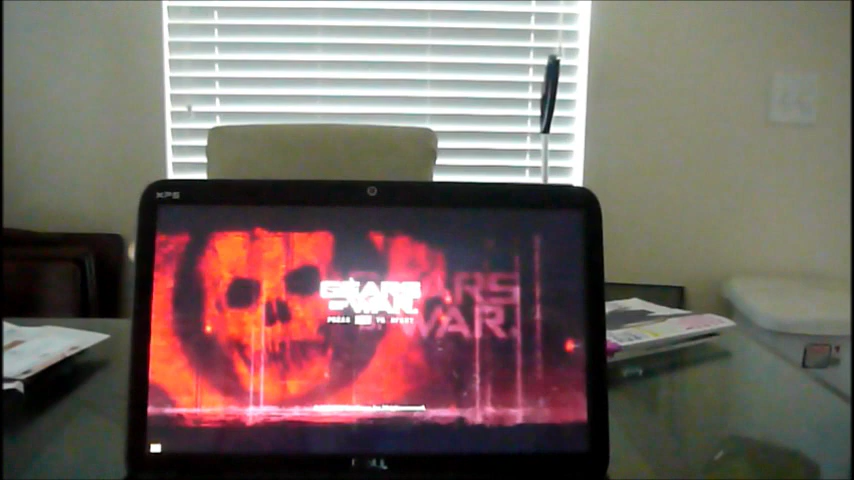 XPS
GEARS
OF WAR.
GEARS
OF WAR.
PRESS
TO START
DELL